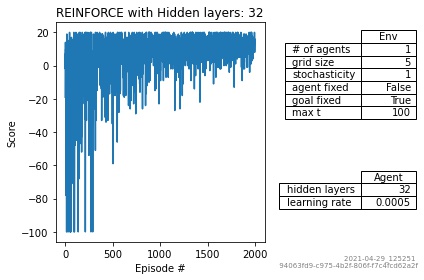 REINFORCE with Hidden layers: 32
20
0
−20
−40
−60
−80
−100
Score
0
500
1000
1500
2000
Episode #
Env
# of agents 1
grid size 5
stochasticity 1
agent fixed False
goal fixed True
max t 100
Agent
hidden layers 32
learning rate 0.0005
2021-04-29_125251
94063fd9-c975-4b2f-806f-f7c4fcd62a2f